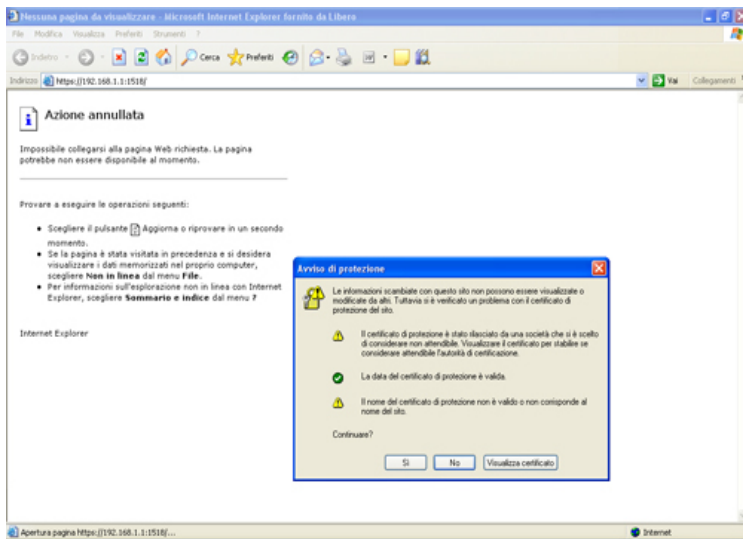 Nessuna pagina da visualizzare - Microsoft Internet Explorer fornito da Libero
File Modifica Visualizza Preferiti Strumenti ?
Indietro Cerca Preferiti
Indirizzo https://192.168.1.1:1518/ Vai Collegamenti
Azione annullata
Impossibile collegarsi alla pagina Web richiesta. La pagina
potrebbe non essere disponibile al momento.
Provare a eseguire le operazioni seguenti:
Scegliere il pulsante Aggiorna o riprovare in un secondo
momento.
Se la pagina è stata visitata in precedenza e si desidera
visualizzare i dati memorizzati nel proprio computer,
scegliere Non in linea dal menu File.
Per informazioni sull'esplorazione non in linea con Internet
Explorer, scegliere Sommario e indice dal menu ?
Internet Explorer
Avviso di protezione
Le informazioni scambiate con questo sito non possono essere visualizzate o
modificate da altri. Tuttavia si è verificato un problema con il certificato di
protezione del sito.
Il certificato di protezione è stato rilasciato da una società che si è scelto
di considerare non attendibile. Visualizzare il certificato per stabilire se
considerare attendibile l'autorità di certificazione.
La data del certificato di protezione è valida.
Il nome del certificato di protezione non è valido o non corrisponde al
nome del sito.
Continuare?
Sì No Visualizza certificato
Apertura pagina https://192.168.1.1:1518/... Internet